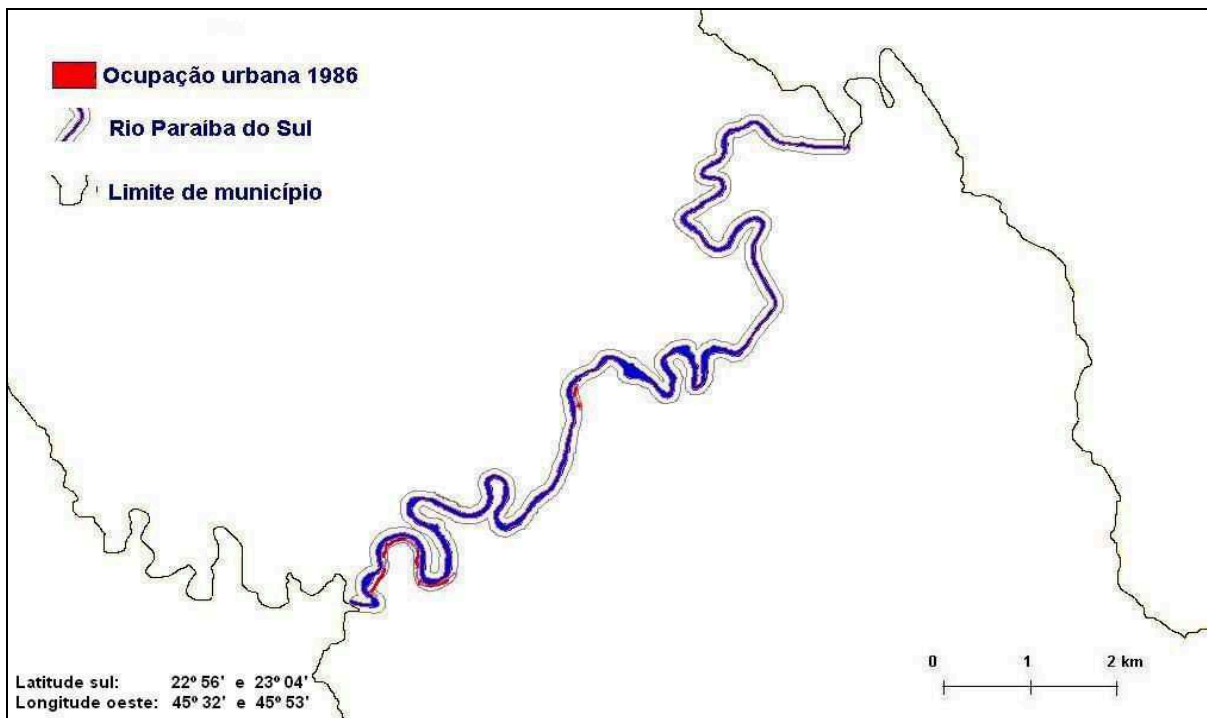 Ocupação urbana 1986
Rio Paraíba do Sul
Limite de município
0 1 2 km
Latitude sul: 22º 56' e 23º 04'
Longitude oeste: 45º 32' e 45º 53'